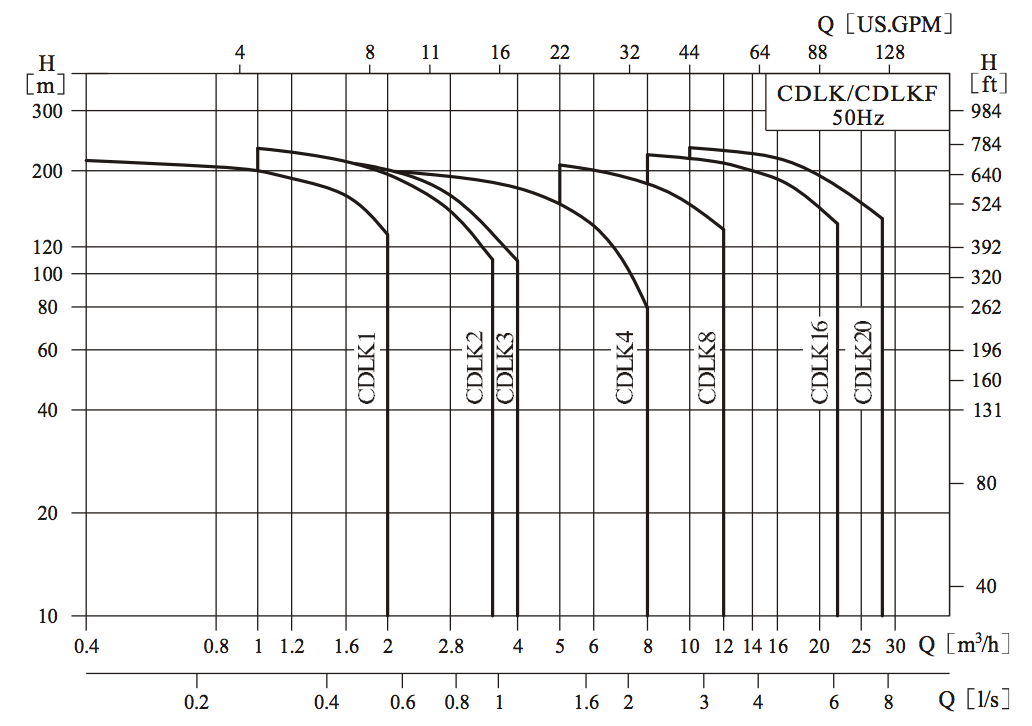 Q [US.GPM]
4 8 11 16 22 32 44 64 88 128
H
[m]
H
[ft]
CDLK/CDLKF
50Hz
300
200
120
100
80
60
40
20
10
984
784
640
524
392
320
262
196
160
131
80
40
CDLK1
CDLK2
CDLK3
CDLK4
CDLK8
CDLK16
CDLK20
0.4 0.8 1 1.2 1.6 2 2.8 4 5 6 8 10 12 14 16 20 25 30 Q [m³/h]
0.2 0.4 0.6 0.8 1 1.6 2 3 4 6 8 Q [l/s]